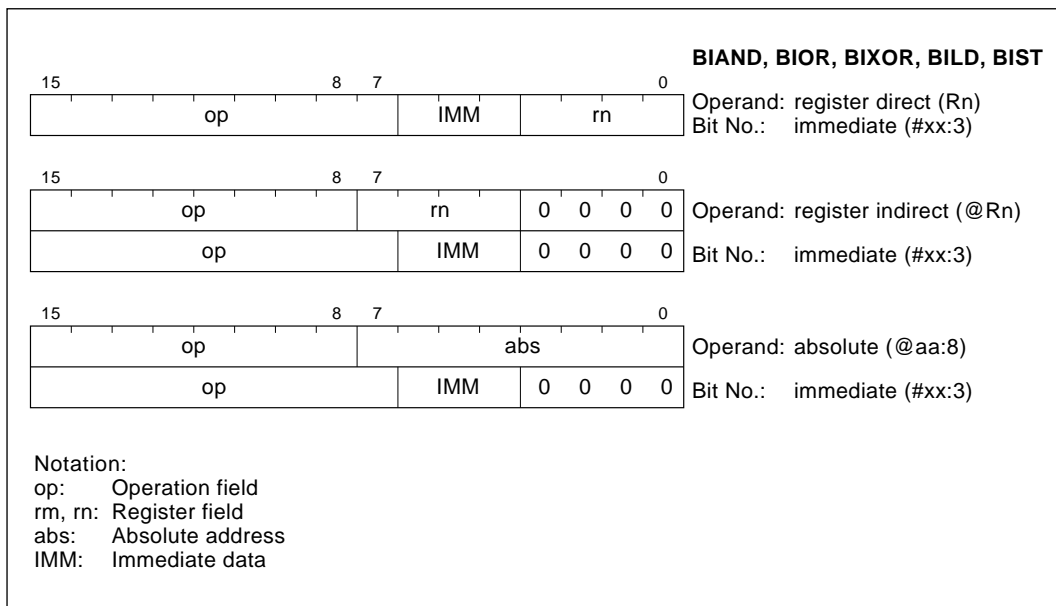 BIAND, BIOR, BIXOR, BILD, BIST
15 8 7 0
op IMM rn
Operand: register direct (Rn)
Bit No.: immediate (#xx:3)
15 8 7 0
op rn 0 0 0 0 Operand: register indirect (@Rn)
op IMM 0 0 0 0 Bit No.: immediate (#xx:3)
15 8 7 0
op abs Operand: absolute (@aa:8)
op IMM 0 0 0 0 Bit No.: immediate (#xx:3)
Notation:
op: Operation field
rm, rn: Register field
abs: Absolute address
IMM: Immediate data